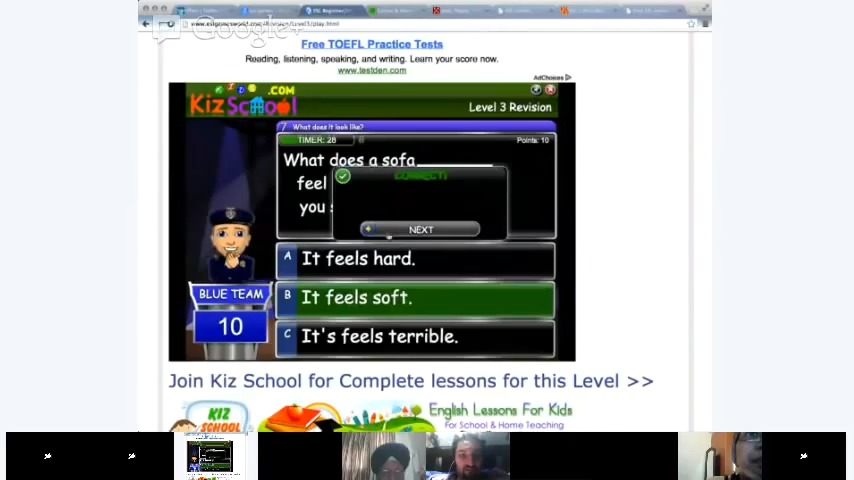 Google+
Free TOEFL Practice Tests
Reading, listening, speaking, and writing. Learn your score now.
www.testden.com
AdChoices
KizSchool .COM
Level 3 Revision
7 What does it look like?
TIMER: 28
Points: 10
What does a sofa
feel
you
CORRECT!
NEXT
A It feels hard.
B It feels soft.
C It's feels terrible.
BLUE TEAM
10
Join Kiz School for Complete lessons for this Level >>
KIZ
SCHOOL
English Lessons For Kids
For School & Home Teaching